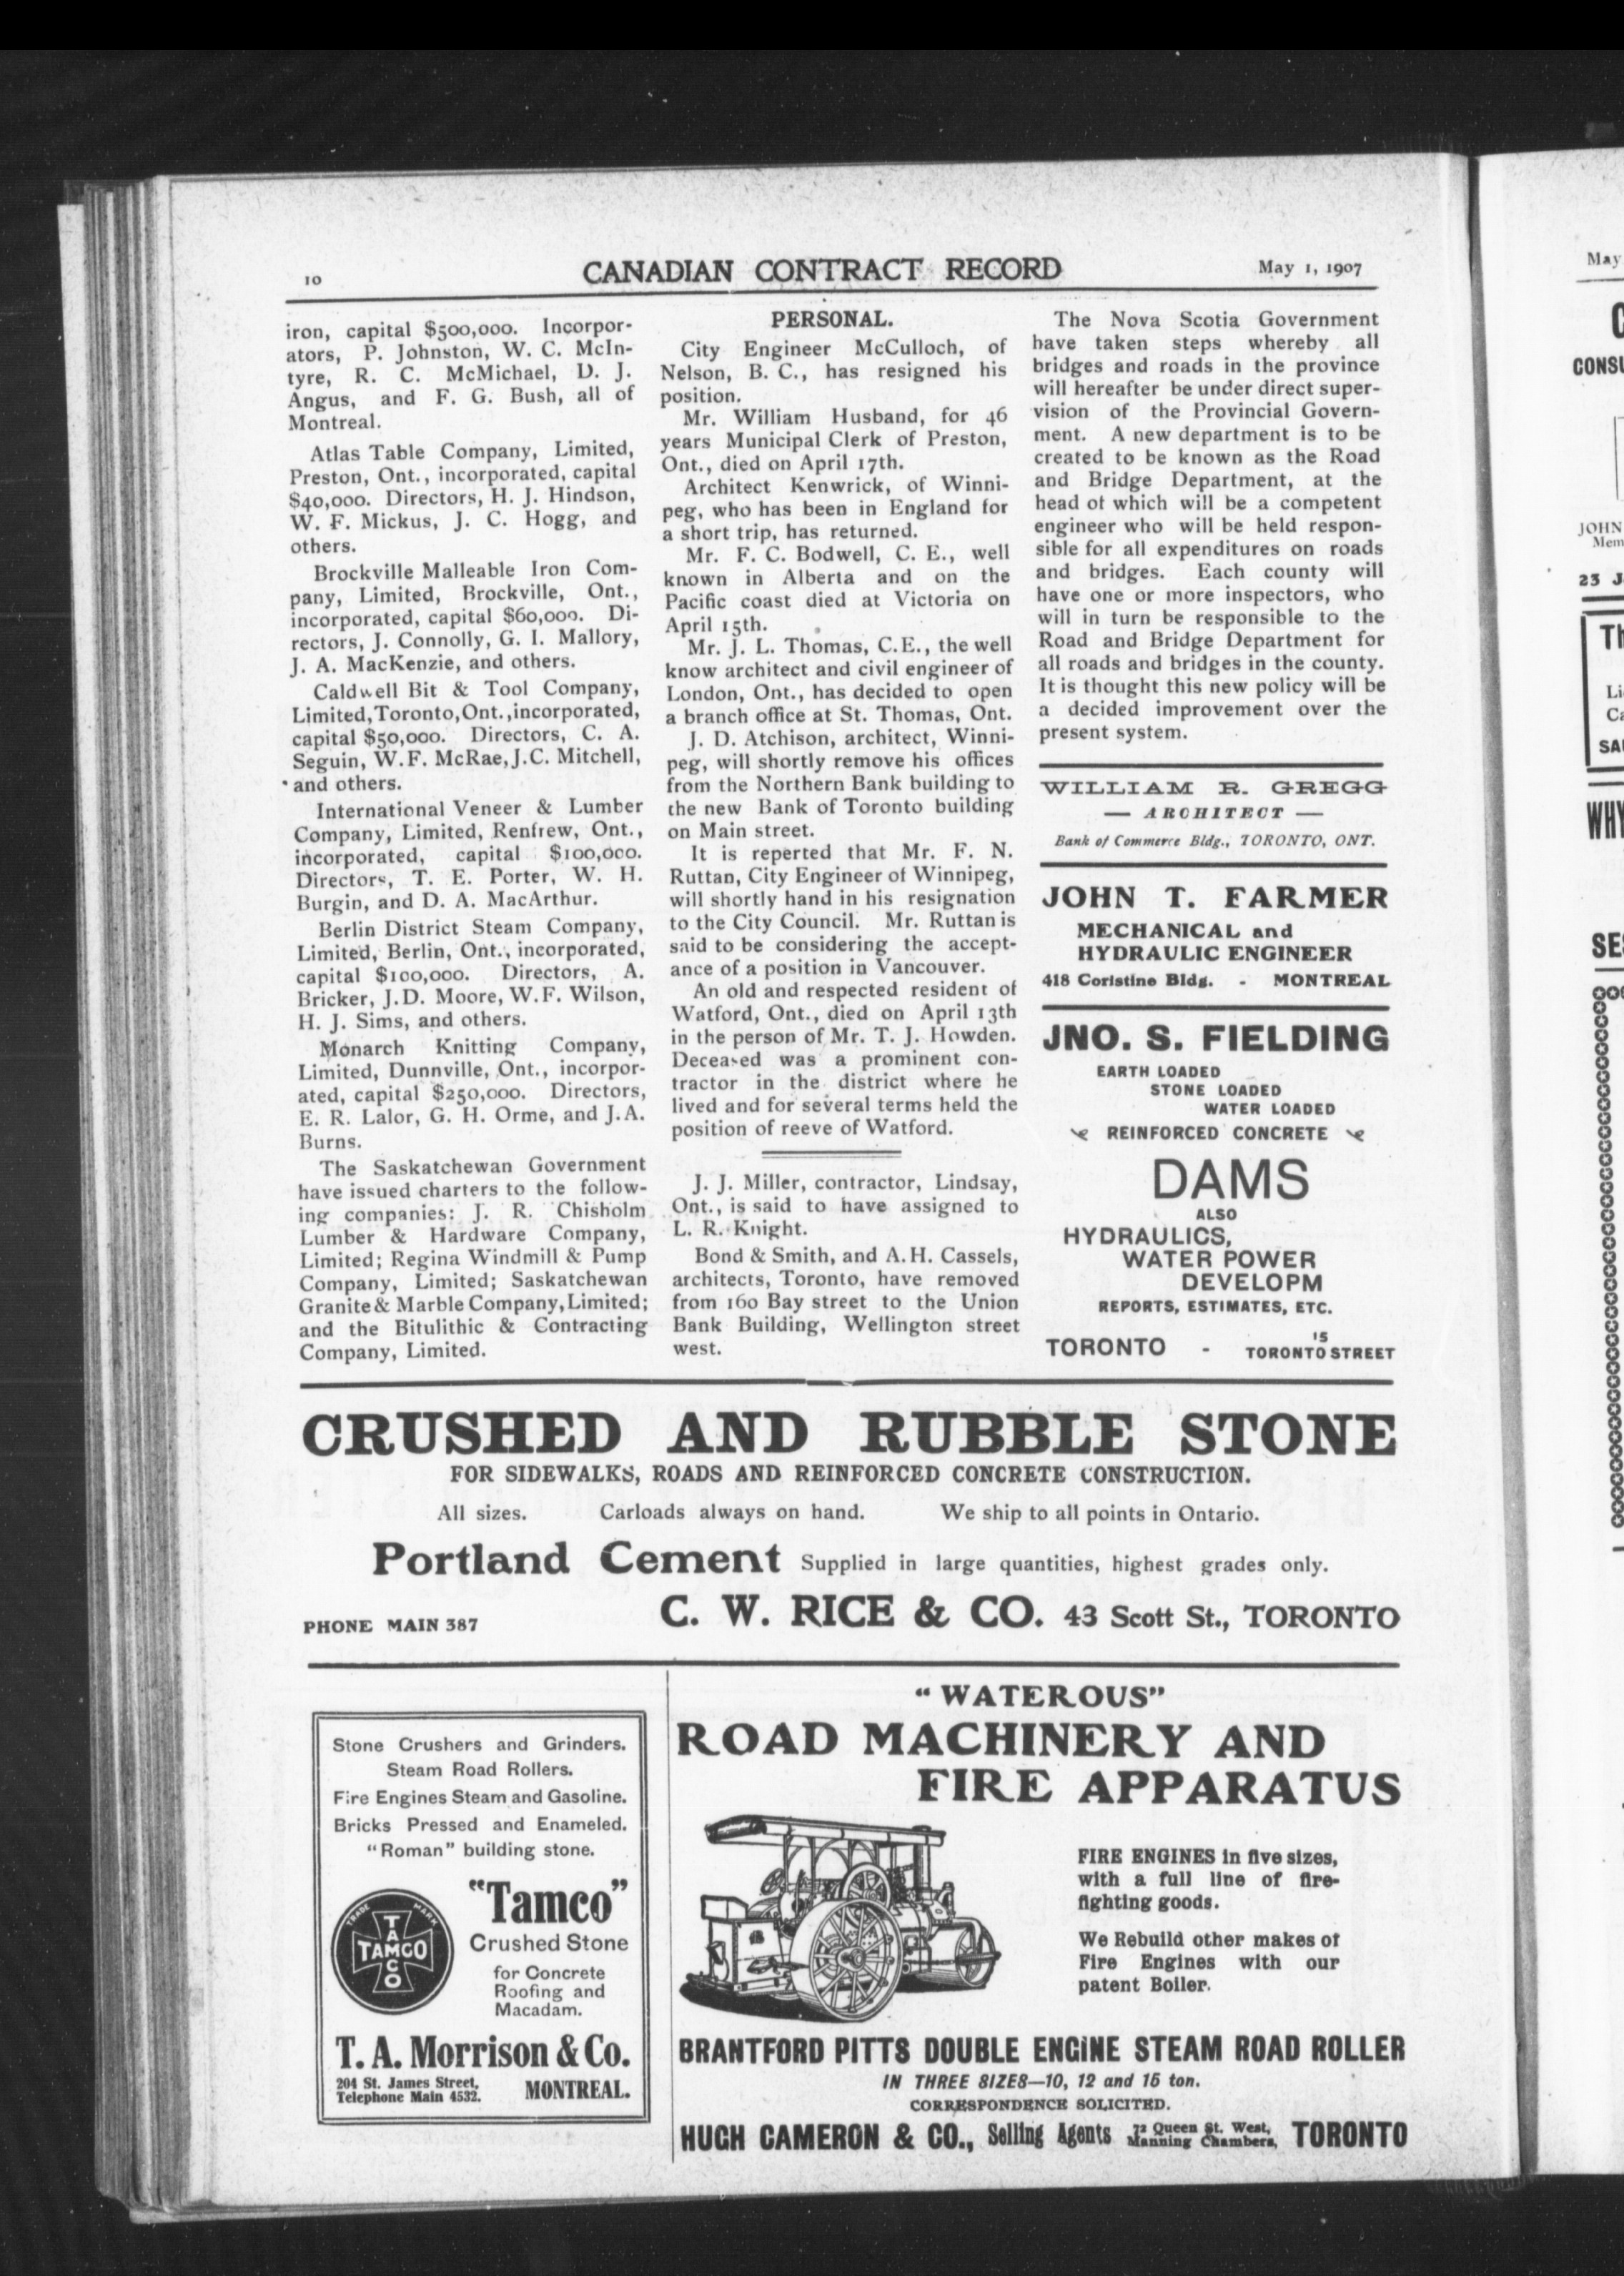 10
CANADIAN CONTRACT RECORD
May 1, 1907
iron, capital $500,000. Incorpor-
ators, P. Johnston, W. C. McIn-
tyre, R. C. McMichael, D. J.
Angus, and F. G. Bush, all of
Montreal.
Atlas Table Company, Limited,
Preston, Ont., incorporated, capital
$40,000. Directors, H. J. Hindson,
W. F. Mickus, J. C. Hogg, and
others.
Brockville Malleable Iron Com-
pany, Limited, Brockville, Ont.,
incorporated, capital $60,000. Di-
rectors, J. Connolly, G. I. Mallory,
J. A. MacKenzie, and others.
Caldwell Bit & Tool Company,
Limited, Toronto, Ont., incorporated,
capital $50,000. Directors, C. A.
Seguin, W. F. McRae, J. C. Mitchell,
and others.
International Veneer & Lumber
Company, Limited, Renfrew, Ont.,
incorporated, capital $100,000.
Directors, T. E. Porter, W. H.
Burgin, and D. A. MacArthur.
Berlin District Steam Company,
Limited, Berlin, Ont., incorporated,
capital $100,000. Directors, A.
Bricker, J. D. Moore, W. F. Wilson,
H. J. Sims, and others.
Monarch Knitting Company,
Limited, Dunnville, Ont., incorpor-
ated, capital $250,000. Directors,
E. R. Lalor, G. H. Orme, and J. A.
Burns.
The Saskatchewan Government
have issued charters to the follow-
ing companies: J. R. Chisholm
Lumber & Hardware Company,
Limited; Regina Windmill & Pump
Company, Limited; Saskatchewan
Granite & Marble Company, Limited;
and the Bitulithic & Contracting
Company, Limited.
PERSONAL.
City Engineer McCulloch, of
Nelson, B. C., has resigned his
position.
Mr. William Husband, for 46
years Municipal Clerk of Preston,
Ont., died on April 17th.
Architect Kenwrick, of Winni-
peg, who has been in England for
a short trip, has returned.
Mr. F. C. Bodwell, C. E., well
known in Alberta and on the
Pacific coast died at Victoria on
April 15th.
Mr. J. L. Thomas, C. E., the well
know architect and civil engineer of
London, Ont., has decided to open
a branch office at St. Thomas, Ont.
J. D. Atchison, architect, Winni-
peg, will shortly remove his offices
from the Northern Bank building to
the new Bank of Toronto building
on Main street.
It is reperted that Mr. F. N.
Ruttan, City Engineer of Winnipeg,
will shortly hand in his resignation
to the City Council. Mr. Ruttan is
said to be considering the accept-
ance of a position in Vancouver.
An old and respected resident of
Watford, Ont., died on April 13th
in the person of Mr. T. J. Howden.
Deceased was a prominent con-
tractor in the district where he
lived and for several terms held the
position of reeve of Watford.
J. J. Miller, contractor, Lindsay,
Ont., is said to have assigned to
L. R. Knight.
Bond & Smith, and A. H. Cassels,
architects, Toronto, have removed
from 160 Bay street to the Union
Bank Building, Wellington street
west.
The Nova Scotia Government
have taken steps whereby all
bridges and roads in the province
will hereafter be under direct super-
vision of the Provincial Govern-
ment. A new department is to be
created to be known as the Road
and Bridge Department, at the
head of which will be a competent
engineer who will be held respon-
sible for all expenditures on roads
and bridges. Each county will
have one or more inspectors, who
will in turn be responsible to the
Road and Bridge Department for
all roads and bridges in the county.
It is thought this new policy will be
a decided improvement over the
present system.
WILLIAM R. GREGG
— ARCHITECT —
Bank of Commerce Bldg., TORONTO, ONT.
JOHN T. FARMER
MECHANICAL and
HYDRAULIC ENGINEER
418 Coristine Bldg. - MONTREAL
JNO. S. FIELDING
EARTH LOADED
STONE LOADED
WATER LOADED
REINFORCED CONCRETE
DAMS
ALSO
HYDRAULICS,
WATER POWER
DEVELOPM
REPORTS, ESTIMATES, ETC.
TORONTO - 15 TORONTO STREET
CRUSHED AND RUBBLE STONE
FOR SIDEWALKS, ROADS AND REINFORCED CONCRETE CONSTRUCTION.
All sizes. Carloads always on hand. We ship to all points in Ontario.
Portland Cement Supplied in large quantities, highest grades only.
PHONE MAIN 387
C. W. RICE & CO. 43 Scott St., TORONTO
Stone Crushers and Grinders.
Steam Road Rollers.
Fire Engines Steam and Gasoline.
Bricks Pressed and Enameled.
"Roman" building stone.
TRADE MARK
TAMCO
TAMCO
"Tamco"
Crushed Stone
for Concrete
Roofing and
Macadam.
T. A. Morrison & Co.
204 St. James Street,
Telephone Main 4532.
MONTREAL.
"WATEROUS"
ROAD MACHINERY AND
FIRE APPARATUS
FIRE ENGINES in five sizes,
with a full line of fire-
fighting goods.
We Rebuild other makes of
Fire Engines with our
patent Boiler.
BRANTFORD PITTS DOUBLE ENGINE STEAM ROAD ROLLER
IN THREE SIZES—10, 12 and 15 ton.
CORRESPONDENCE SOLICITED.
HUGH CAMERON & CO., Selling Agents 72 Queen St. West, Manning Chambers, TORONTO
May
CONSU
JOHN
Mem
23 J
Th
Li
Ca
SA
WHY
SE